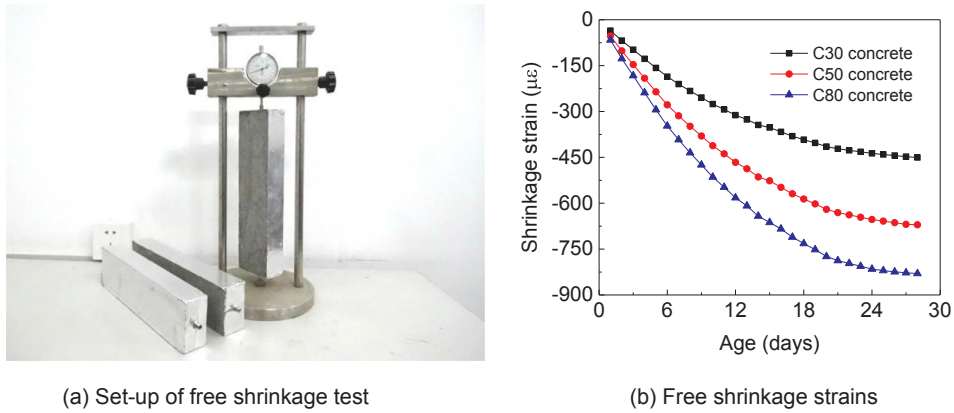 0
-150
-300
-450
-600
-750
-900
Shrinkage strain (με)
C30 concrete
C50 concrete
C80 concrete
0 6 12 18 24 30
Age (days)
(a) Set-up of free shrinkage test
(b) Free shrinkage strains